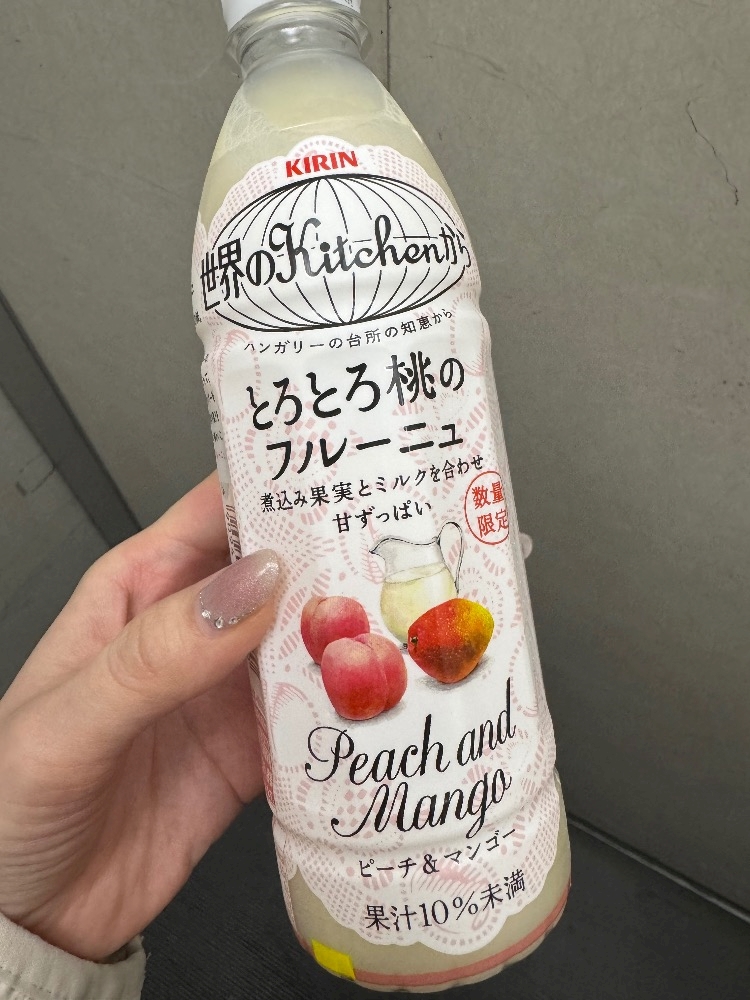 KIRIN
世界のKitchenから
ハンガリーの台所の知恵から
とろとろ桃の
フルーニュ
煮込み果実とミルクを合わせ
甘ずっぱい
数量
限定
Peach and
Mango
ピーチ&マンゴー
果汁10%未満